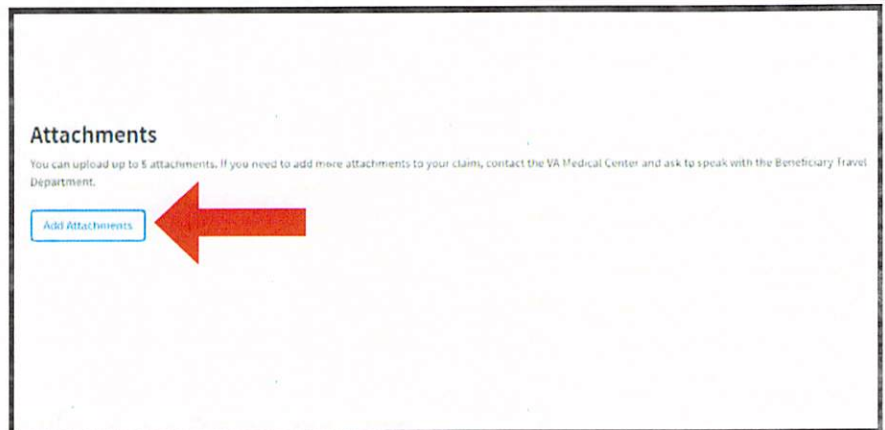 Attachments
You can upload up to 5 attachments. If you need to add more attachments to your claim, contact the VA Medical Center and ask to speak with the Beneficiary Travel
Department.
Add Attachments